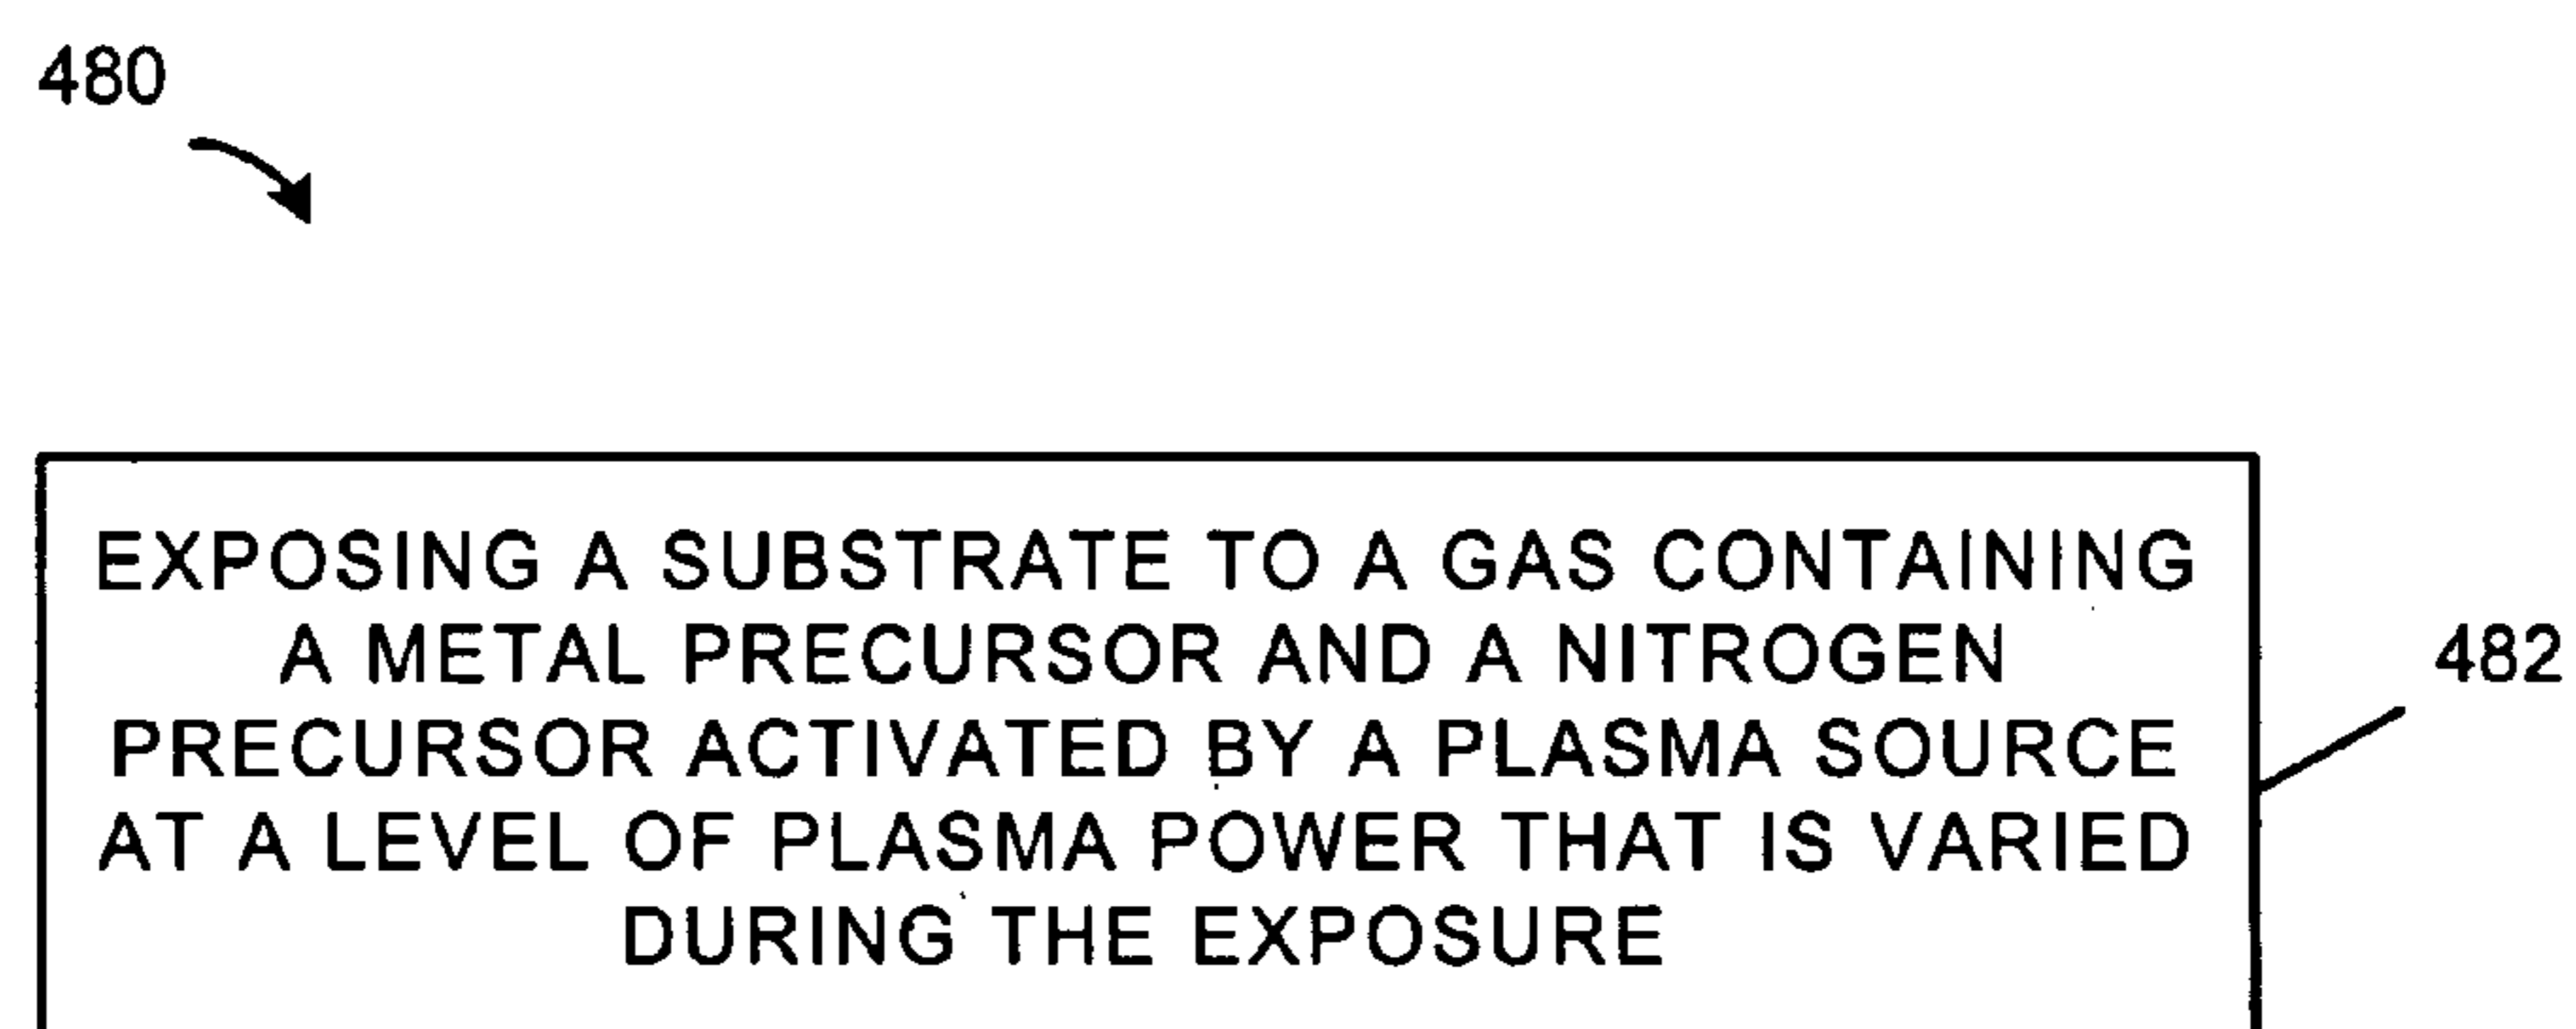 480
EXPOSING A SUBSTRATE TO A GAS CONTAINING
A METAL PRECURSOR AND A NITROGEN
482
PRECURSOR ACTIVATED BY A PLASMA SOURCE
AT A LEVEL OF PLASMA POWER THAT IS VARIED
DURING THE EXPOSURE